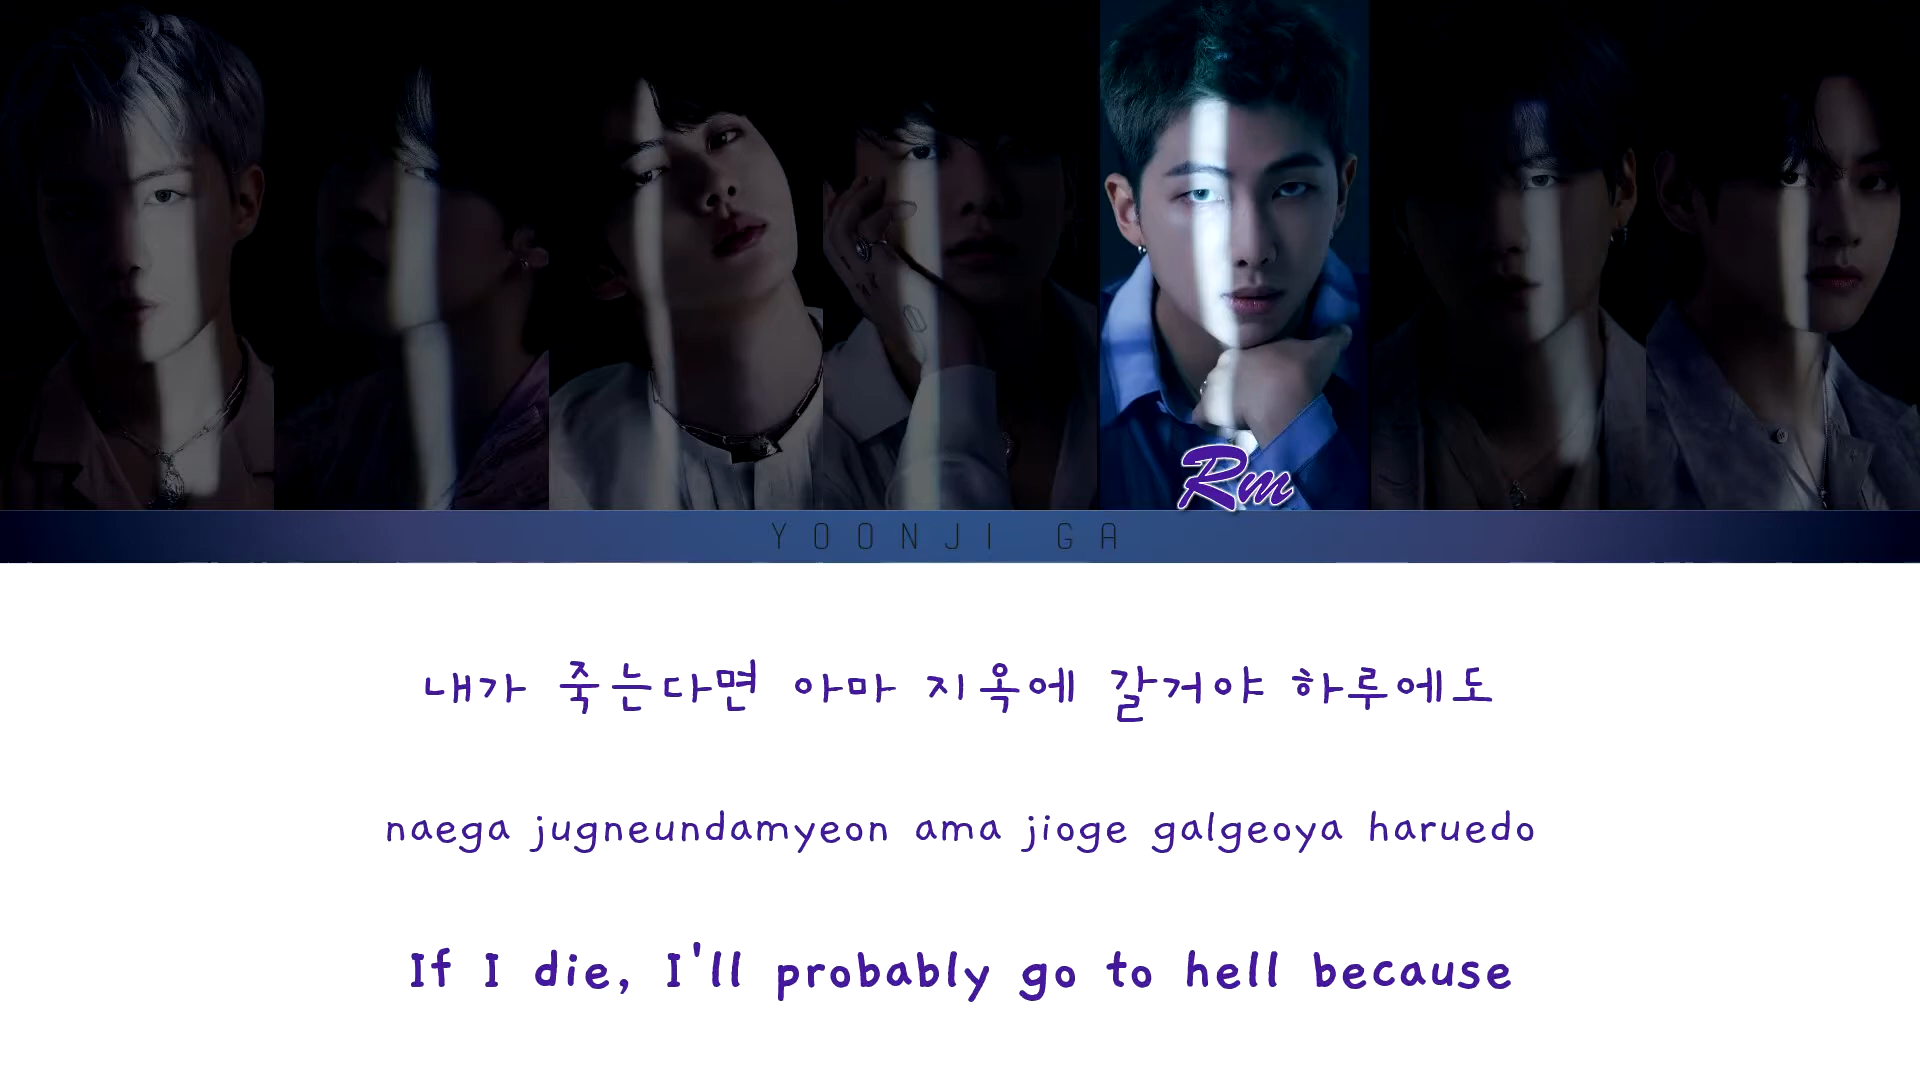 Rm
YOONJI GA
내가 죽는다면 아마 지옥에 갈거야 하루에도
naega jugneundamyeon ama jioge galgeoya haruedo
If I die, I'll probably go to hell because